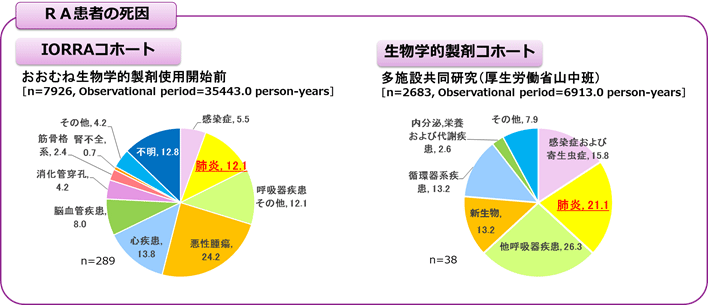 RA患者の死因
IORRAコホート
おおむね生物学的製剤使用開始前
[n=7926, Observational period=35443.0 person-years]
感染症, 5.5
肺炎, 12.1
呼吸器疾患
その他, 12.1
悪性腫瘍,
24.2
心疾患,
13.8
脳血管疾患,
8.0
消化管穿孔,
4.2
筋骨格
系, 2.4
腎不全,
0.7
その他, 4.2
不明, 12.8
n=289
生物学的製剤コホート
多施設共同研究(厚生労働省山中班)
[n=2683, Observational period=6913.0 person-years]
感染症および
寄生虫症, 15.8
肺炎, 21.1
他呼吸器疾患, 26.3
新生物,
13.2
循環器系疾
患, 13.2
内分泌,栄養
および代謝疾
患, 2.6
その他, 7.9
n=38